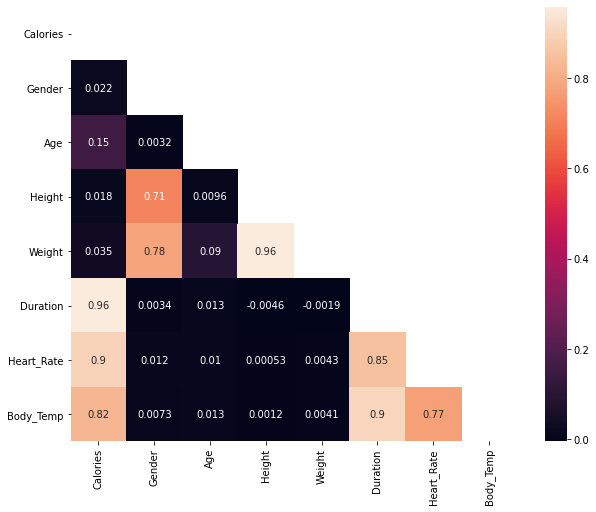 Calories
Gender 0.022
Age 0.15 0.0032
Height 0.018 0.71 0.0096
Weight 0.035 0.78 0.09 0.96
Duration 0.96 0.0034 0.013 -0.0046 -0.0019
Heart_Rate 0.9 0.012 0.01 0.00053 0.0043 0.85
Body_Temp 0.82 0.0073 0.013 0.0012 0.0041 0.9 0.77
Calories Gender Age Height Weight Duration Heart_Rate Body_Temp
0.8
0.6
0.4
0.2
0.0